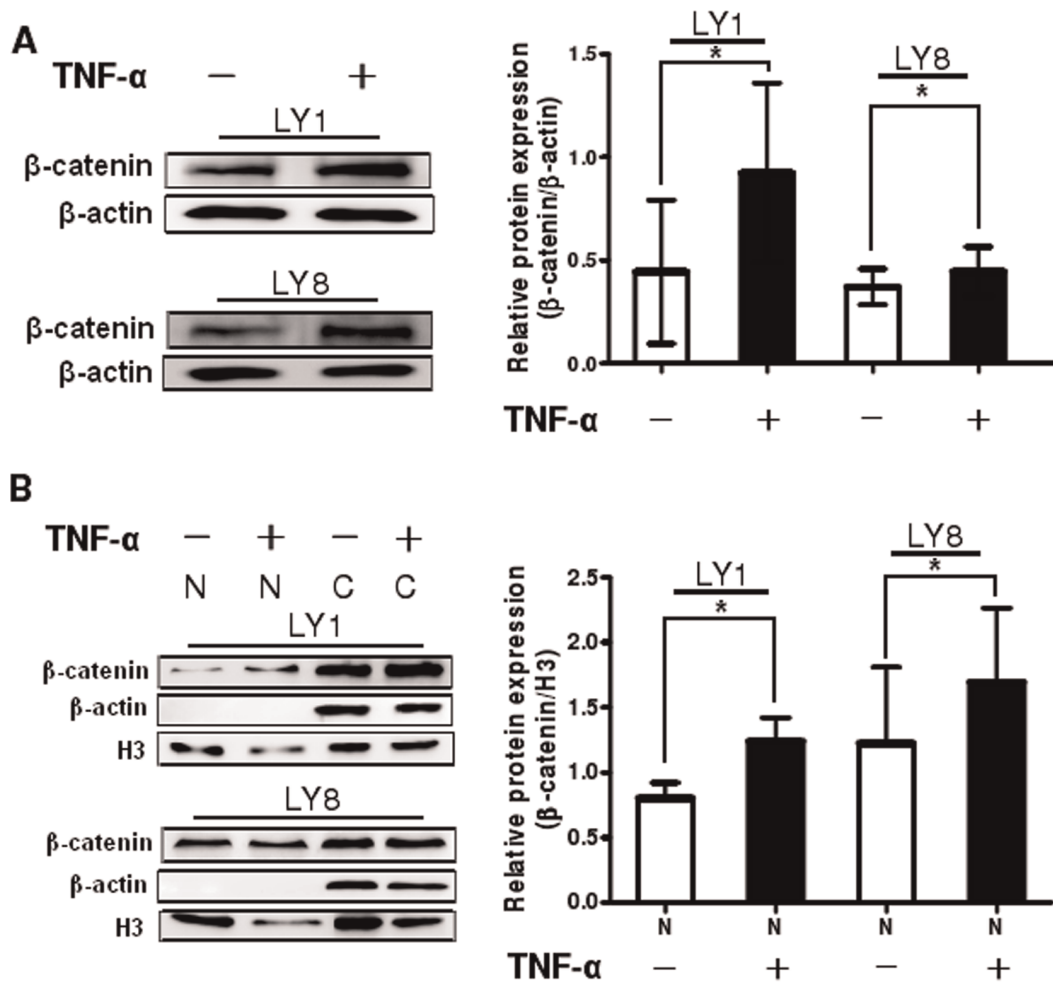 A
TNF-α − +
LY1
β-catenin
β-actin
LY8
β-catenin
β-actin
Relative protein expression
(β-catenin/β-actin)
1.5
1.0
0.5
0.0
LY1
*
LY8
*
TNF-α − + − +
B
TNF-α − + − +
N N C C
LY1
β-catenin
β-actin
H3
LY8
β-catenin
β-actin
H3
Relative protein expression
(β-catenin/H3)
2.5
2.0
1.5
1.0
0.5
0.0
LY1
*
LY8
*
N N N N
TNF-α − + − +